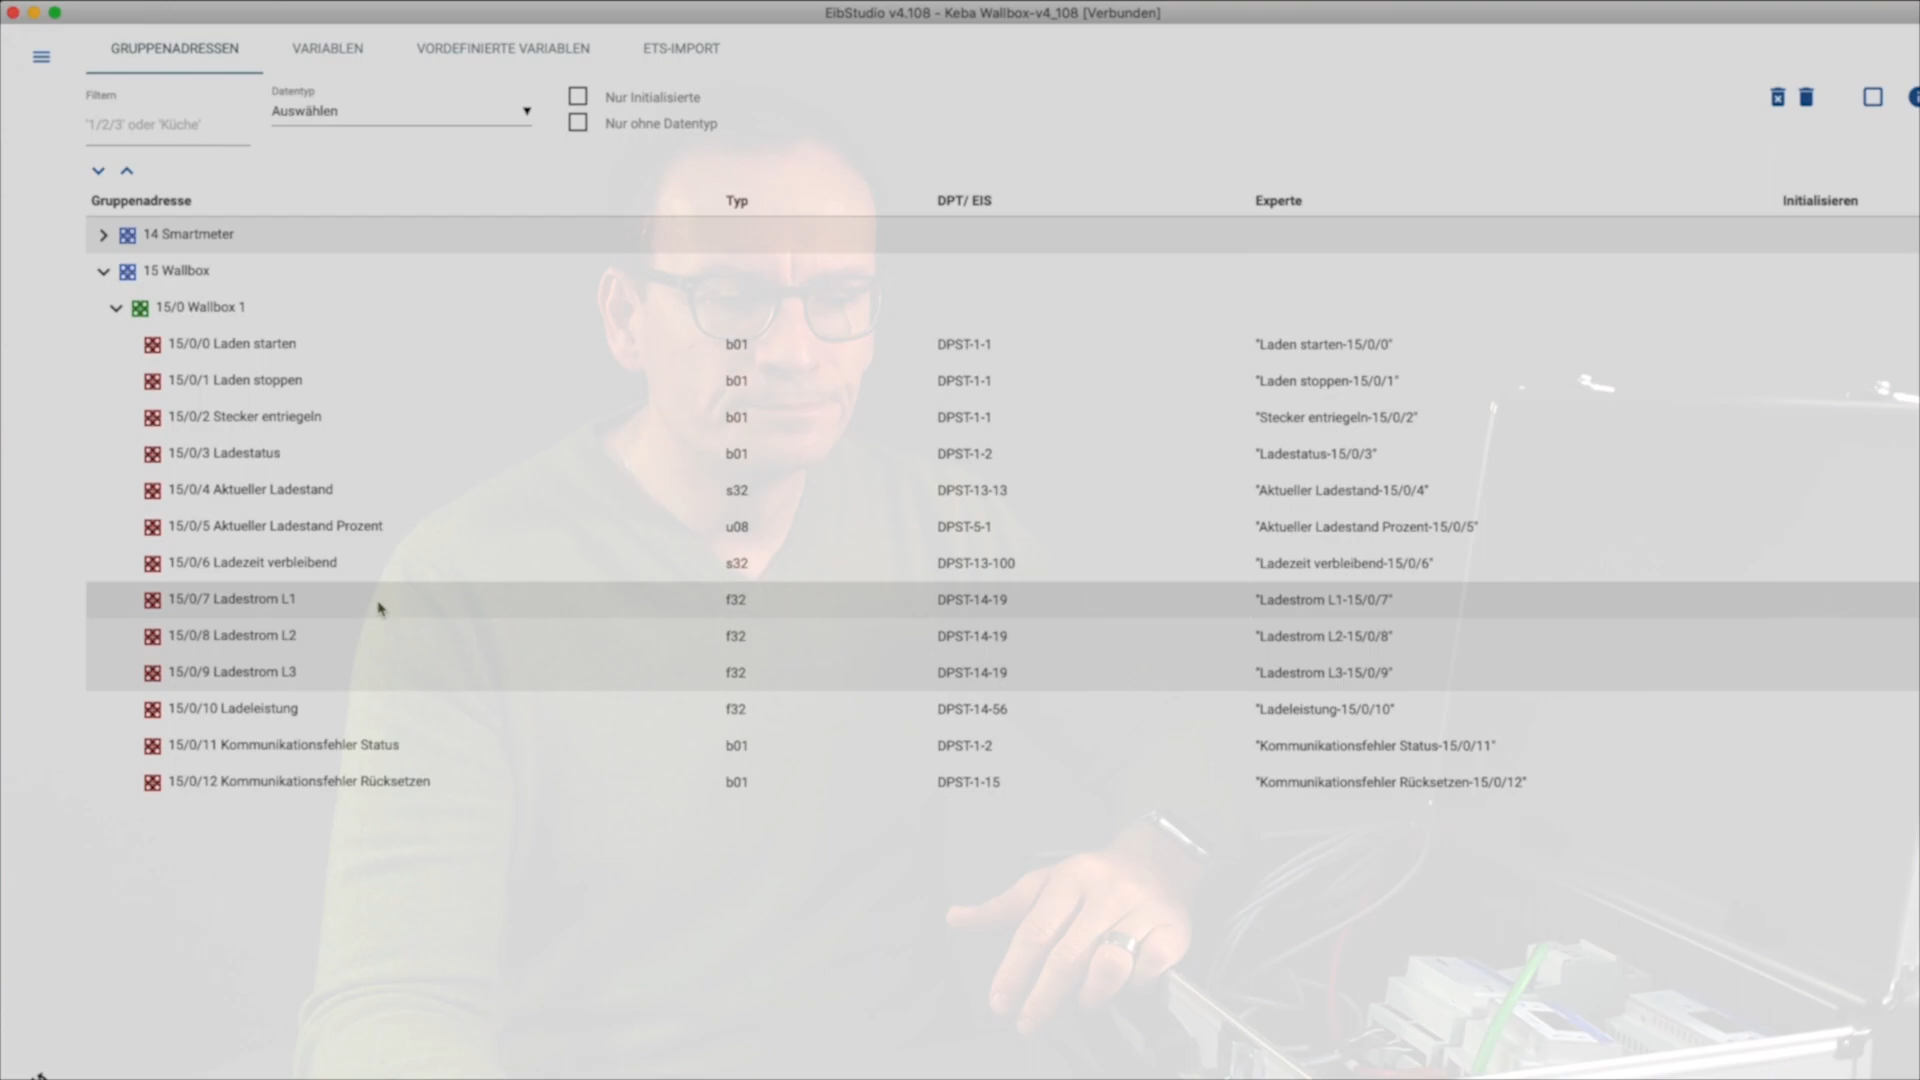 EibStudio v4.108 - Keba Wallbox-v4_108 [Verbunden]
GRUPPENADRESSEN VARIABLEN VORDEFINIERTE VARIABLEN ETS-IMPORT
Filtern Datentyp
'1/2/3' oder 'Küche' Auswählen Nur Initialisierte
Nur ohne Datentyp
Gruppenadresse Typ DPT/ EIS Experte Initialisieren
14 Smartmeter
15 Wallbox
15/0 Wallbox 1
15/0/0 Laden starten b01 DPST-1-1 "Laden starten-15/0/0"
15/0/1 Laden stoppen b01 DPST-1-1 "Laden stoppen-15/0/1"
15/0/2 Stecker entriegeln b01 DPST-1-1 "Stecker entriegeln-15/0/2"
15/0/3 Ladestatus b01 DPST-1-2 "Ladestatus-15/0/3"
15/0/4 Aktueller Ladestand s32 DPST-13-13 "Aktueller Ladestand-15/0/4"
15/0/5 Aktueller Ladestand Prozent u08 DPST-5-1 "Aktueller Ladestand Prozent-15/0/5"
15/0/6 Ladezeit verbleibend s32 DPST-13-100 "Ladezeit verbleibend-15/0/6"
15/0/7 Ladestrom L1 f32 DPST-14-19 "Ladestrom L1-15/0/7"
15/0/8 Ladestrom L2 f32 DPST-14-19 "Ladestrom L2-15/0/8"
15/0/9 Ladestrom L3 f32 DPST-14-19 "Ladestrom L3-15/0/9"
15/0/10 Ladeleistung f32 DPST-14-56 "Ladeleistung-15/0/10"
15/0/11 Kommunikationsfehler Status b01 DPST-1-2 "Kommunikationsfehler Status-15/0/11"
15/0/12 Kommunikationsfehler Rücksetzen b01 DPST-1-15 "Kommunikationsfehler Rücksetzen-15/0/12"